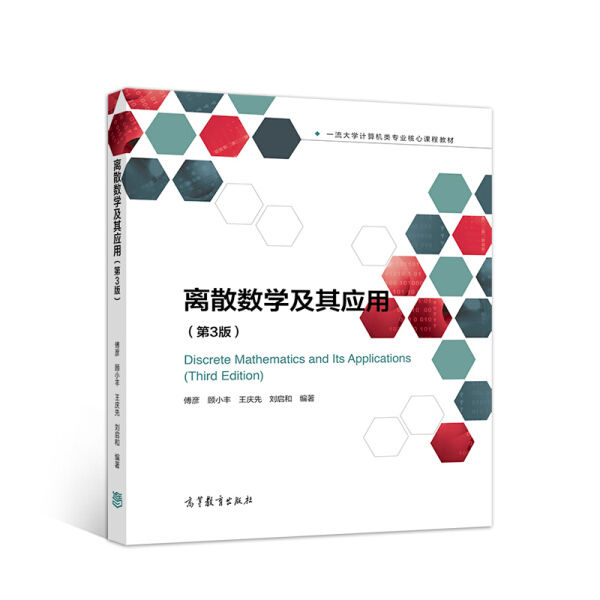 一流大学计算机类专业核心课程教材
离散数学及其应用
（第3版）
Discrete Mathematics and Its Applications
(Third Edition)
傅彦 顾小丰 王庆先 刘启和 编著
高等教育出版社
离散数学及其应用（第3版）
傅彦 顾小丰 王庆先 刘启和 编著